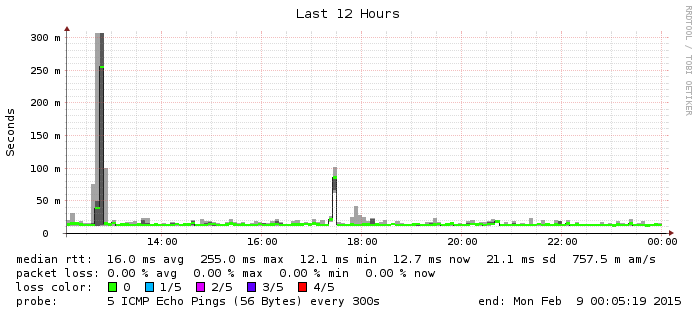 Last 12 Hours
RRDTOOL / TOBI OETIKER
Seconds
300 m
250 m
200 m
150 m
100 m
50 m
0
14:00 16:00 18:00 20:00 22:00 00:00
median rtt: 16.0 ms avg 255.0 ms max 12.1 ms min 12.7 ms now 21.1 ms sd 757.5 m am/s
packet loss: 0.00 % avg 0.00 % max 0.00 % min 0.00 % now
loss color: 0 1/5 2/5 3/5 4/5
probe: 5 ICMP Echo Pings (56 Bytes) every 300s end: Mon Feb 9 00:05:19 2015